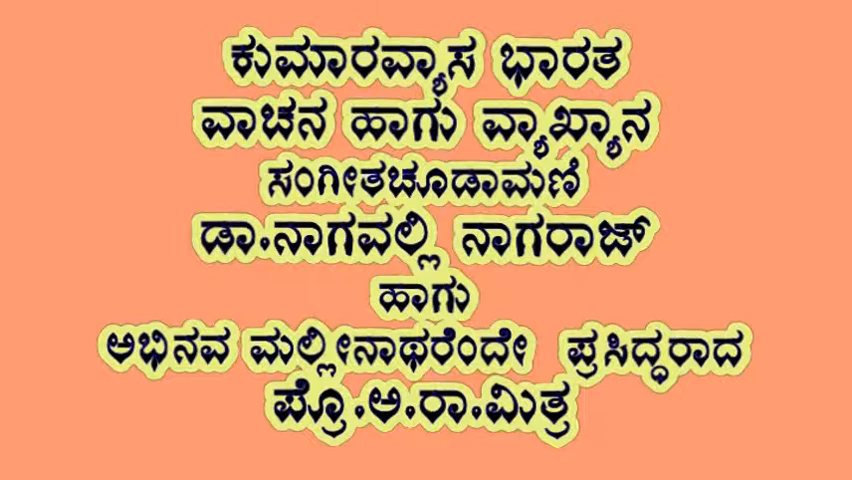 ಕುಮಾರವ್ಯಾಸ ಭಾರತ
ವಾಚನ ಹಾಗು ವ್ಯಾಖ್ಯಾನ
ಸಂಗೀತಚೂಡಾಮಣಿ
ಡಾ.ನಾಗವಲ್ಲಿ ನಾಗರಾಜ್
ಹಾಗು
ಅಭಿನವ ಮಲ್ಲೀನಾಥರೆಂದೇ ಪ್ರಸಿದ್ಧರಾದ
ಪ್ರೊ.ಅ.ರಾ.ಮಿತ್ರ